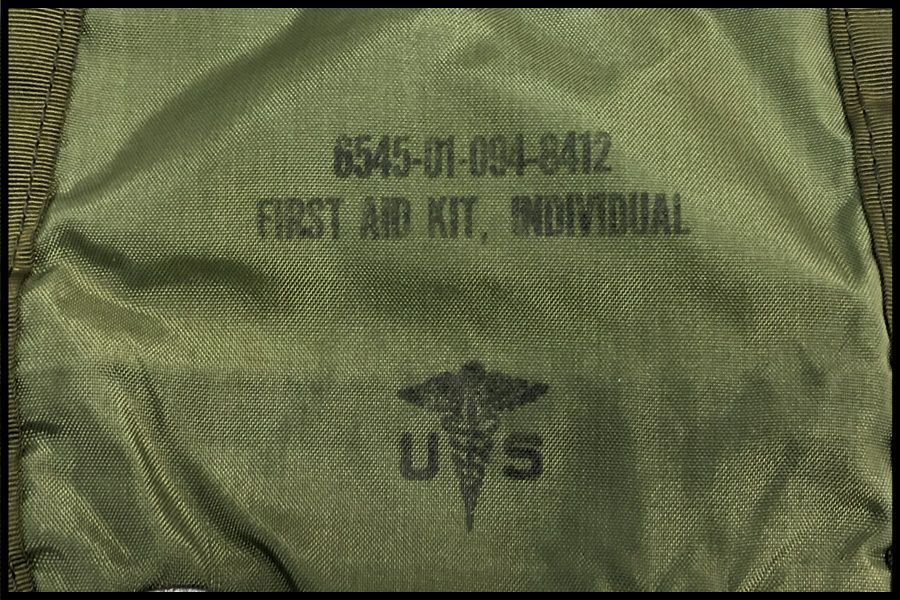 6545-01-094-8412
FIRST AID KIT, INDIVIDUAL
U S